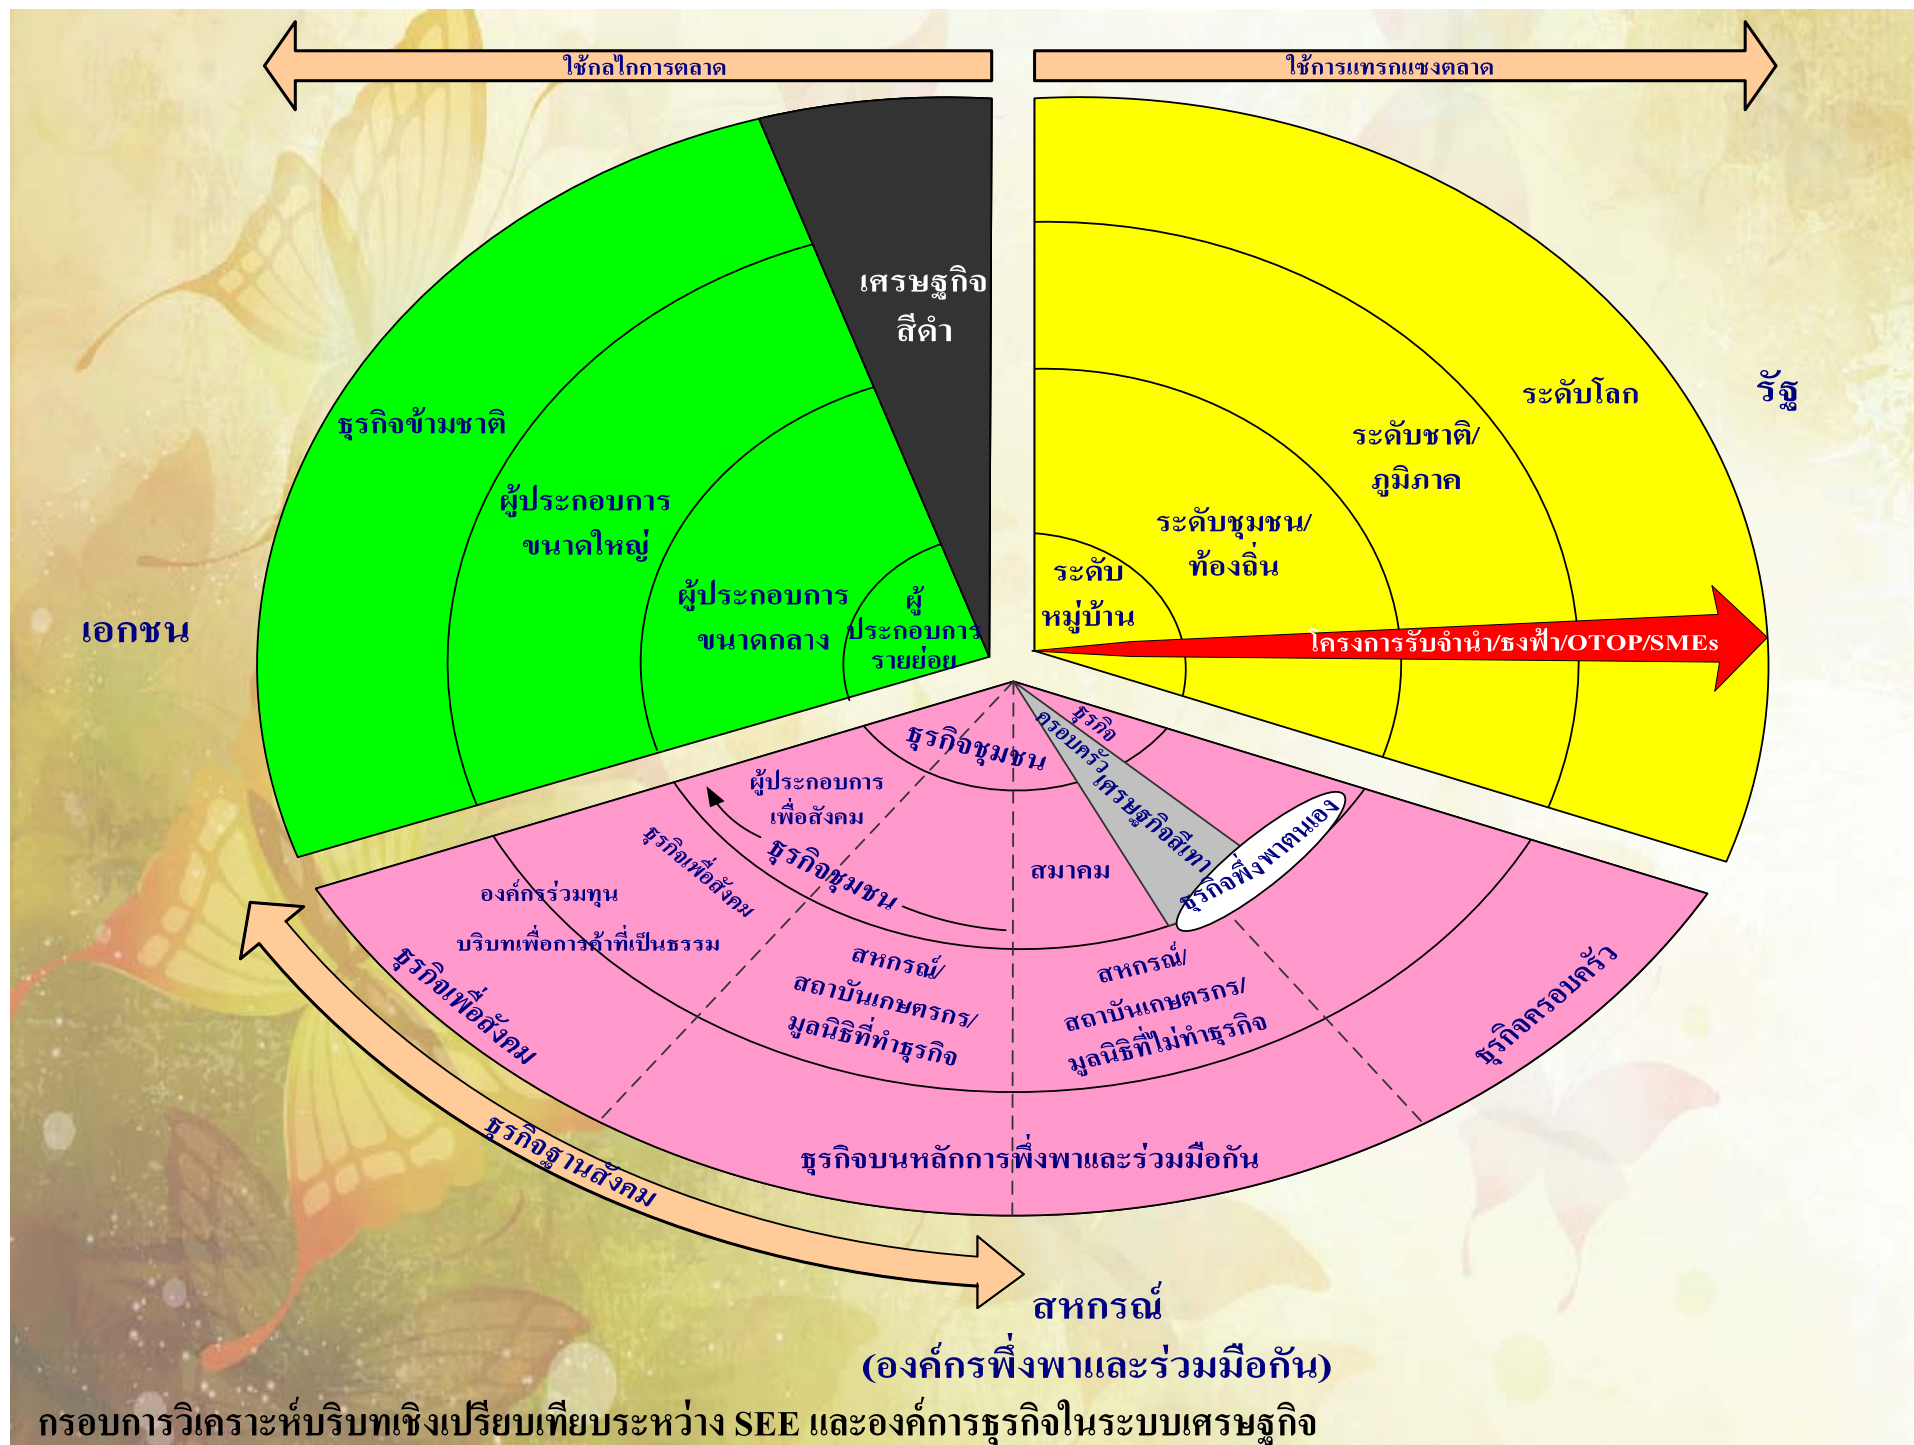 ใช้กลไกการตลาด
ใช้การแทรกแซงตลาด
เศรษฐกิจ
สีดำ
ธุรกิจข้ามชาติ
ผู้ประกอบการ
ขนาดใหญ่
ผู้ประกอบการ
ขนาดกลาง
ผู้
ประกอบการ
รายย่อย
เอกชน
ระดับโลก
รัฐ
ระดับชาติ/
ภูมิภาค
ระดับชุมชน/
ท้องถิ่น
ระดับ
หมู่บ้าน
โครงการรับจำนำ/ธงฟ้า/OTOP/SMEs
ธุรกิจชุมชน
ธุรกิจ
ครอบครัว
เศรษฐกิจสีเทา
ธุรกิจพึ่งพาตนเอง
ผู้ประกอบการ
เพื่อสังคม
ธุรกิจชุมชน
ธุรกิจเพื่อสังคม
สมาคม
องค์กรร่วมทุน
บริบทเพื่อการค้าที่เป็นธรรม
ธุรกิจเพื่อสังคม
สหกรณ์/
สถาบันเกษตรกร/
มูลนิธิที่ทำธุรกิจ
สหกรณ์/
สถาบันเกษตรกร/
มูลนิธิที่ไม่ทำธุรกิจ
ธุรกิจครอบครัว
ธุรกิจบนหลักการพึ่งพาและร่วมมือกัน
ธุรกิจฐานสังคม
สหกรณ์
(องค์กรพึ่งพาและร่วมมือกัน)
กรอบการวิเคราะห์บริบทเชิงเปรียบเทียบระหว่าง SEE และองค์การธุรกิจในระบบเศรษฐกิจ